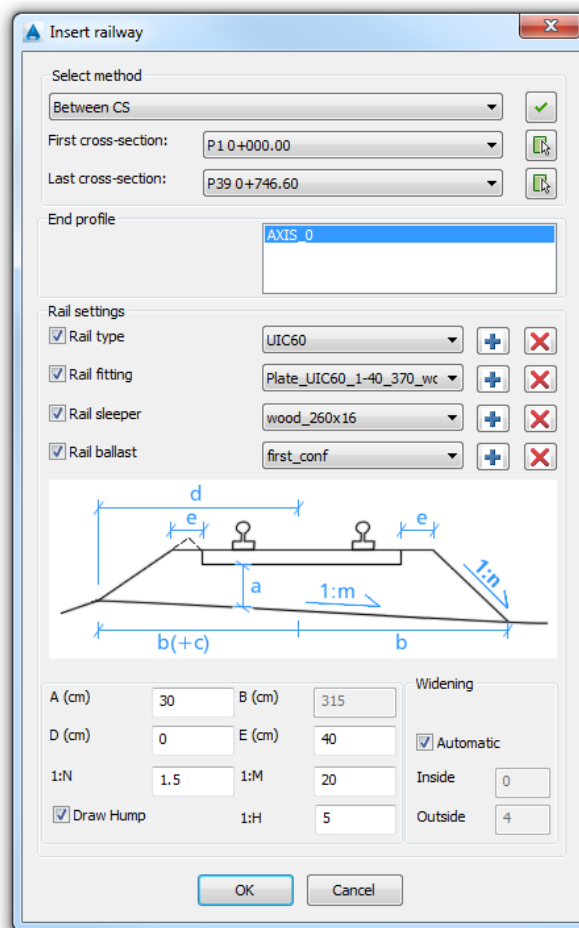 Insert railway
Select method
Between CS
First cross-section: P1 0+000.00
Last cross-section: P39 0+746.60
End profile
AXIS_0
Rail settings
Rail type UIC60
Rail fitting Plate_UIC60_1-40_370_wc
Rail sleeper wood_260x16
Rail ballast first_conf
d
e e
a 1:m 1:n
b(+c) b
A (cm) 30 B (cm) 315
D (cm) 0 E (cm) 40
1:N 1.5 1:M 20
Draw Hump 1:H 5
Widening
Automatic
Inside 0
Outside 4
OK Cancel